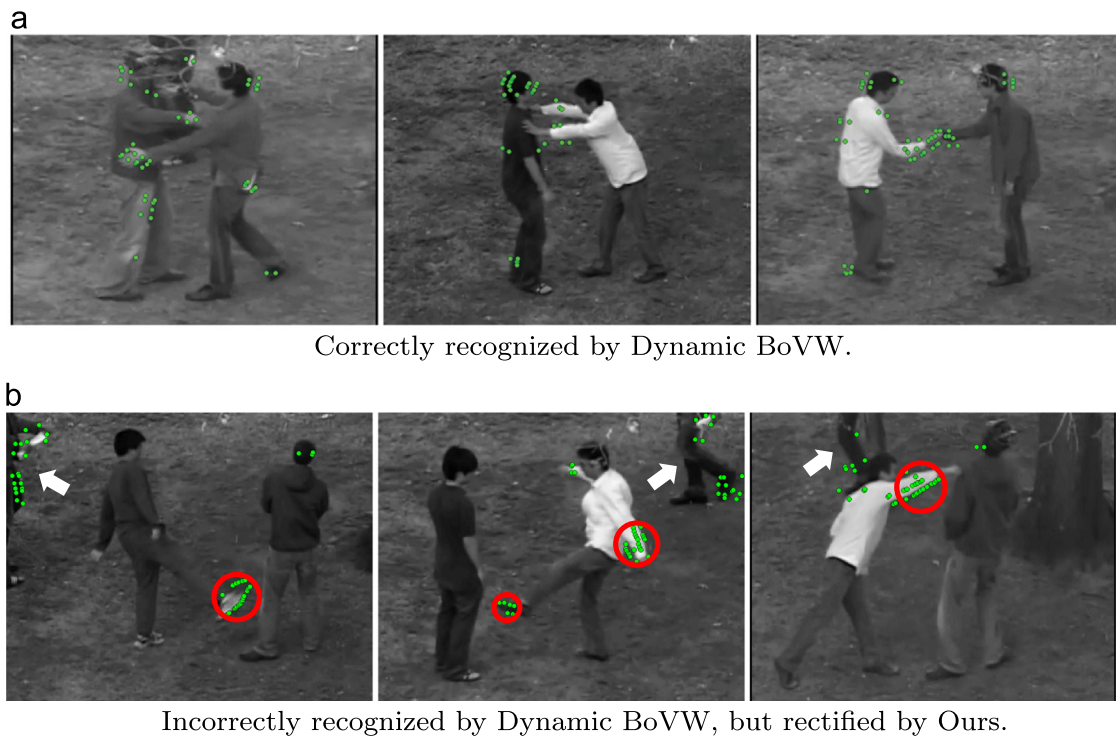 a
Correctly recognized by Dynamic BoVW.
b
Incorrectly recognized by Dynamic BoVW, but rectified by Ours.